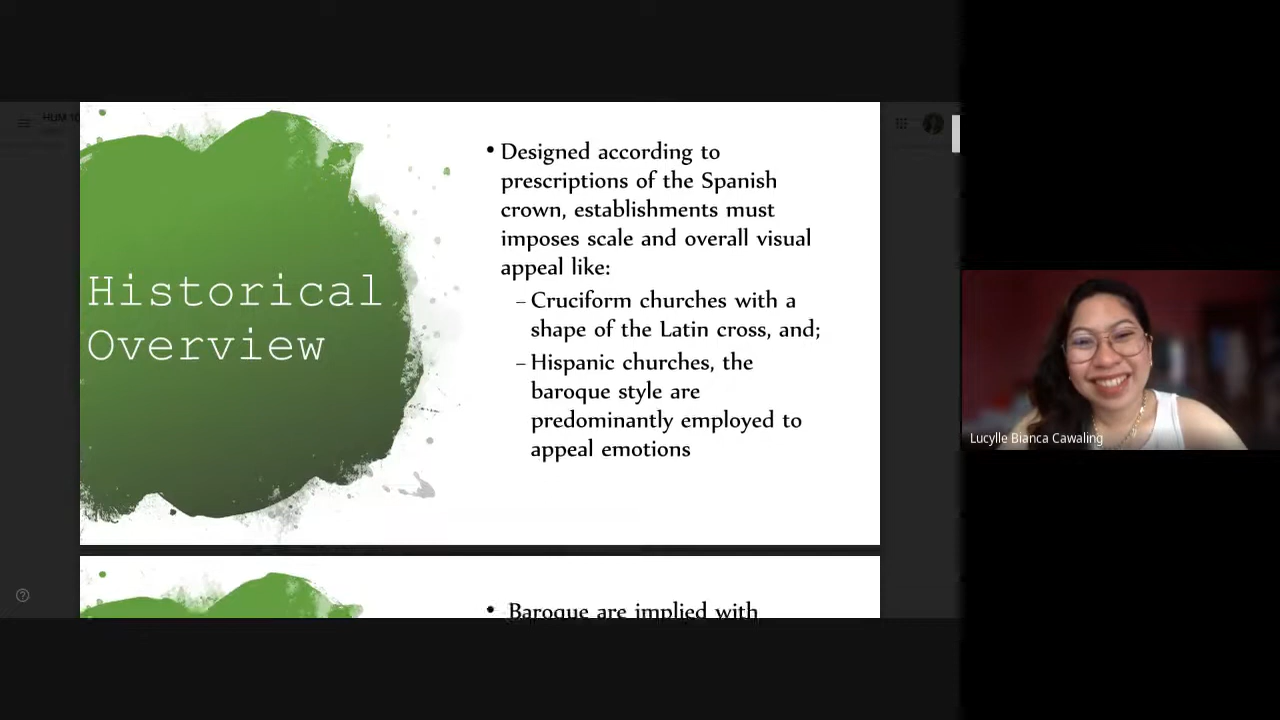 HUM 10
Historical
Overview
• Designed according to
prescriptions of the Spanish
crown, establishments must
imposes scale and overall visual
appeal like:
– Cruciform churches with a
shape of the Latin cross, and;
– Hispanic churches, the
baroque style are
predominantly employed to
appeal emotions
• Baroque are implied with
Lucylle Bianca Cawaling